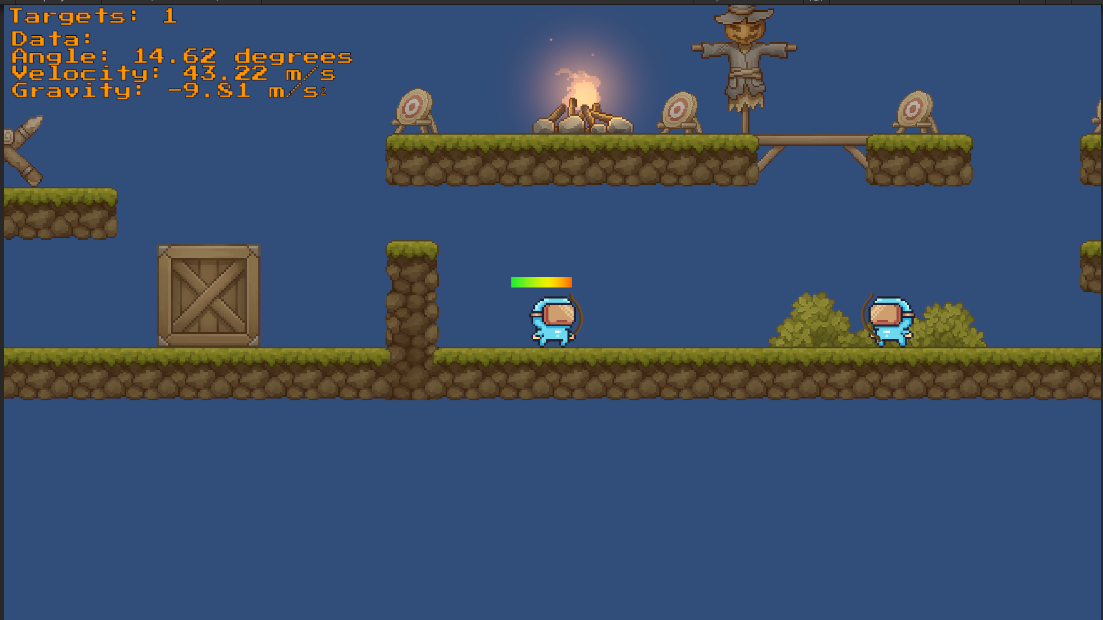 Targets: 1
Data:
Angle: 14.62 degrees
Velocity: 43.22 m/s
Gravity: -9.81 m/s²